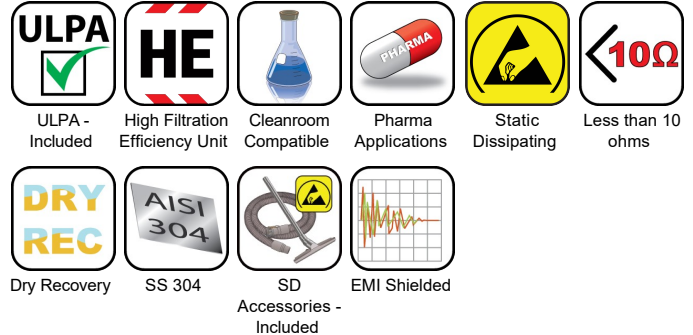 ULPA
HE
PHARMA
<10Ω
ULPA -
Included
High Filtration
Efficiency Unit
Cleanroom
Compatible
Pharma
Applications
Static
Dissipating
Less than 10
ohms
DRY
REC
AISI
304
Dry Recovery
SS 304
SD
Accessories -
Included
EMI Shielded